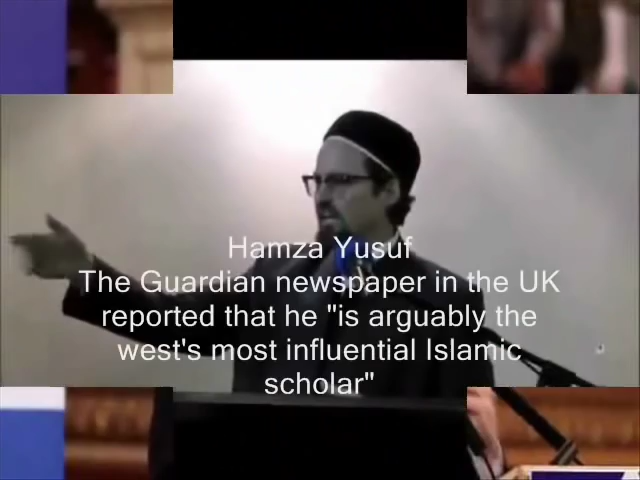 Hamza Yusuf
The Guardian newspaper in the UK
reported that he "is arguably the
west's most influential Islamic
scholar"